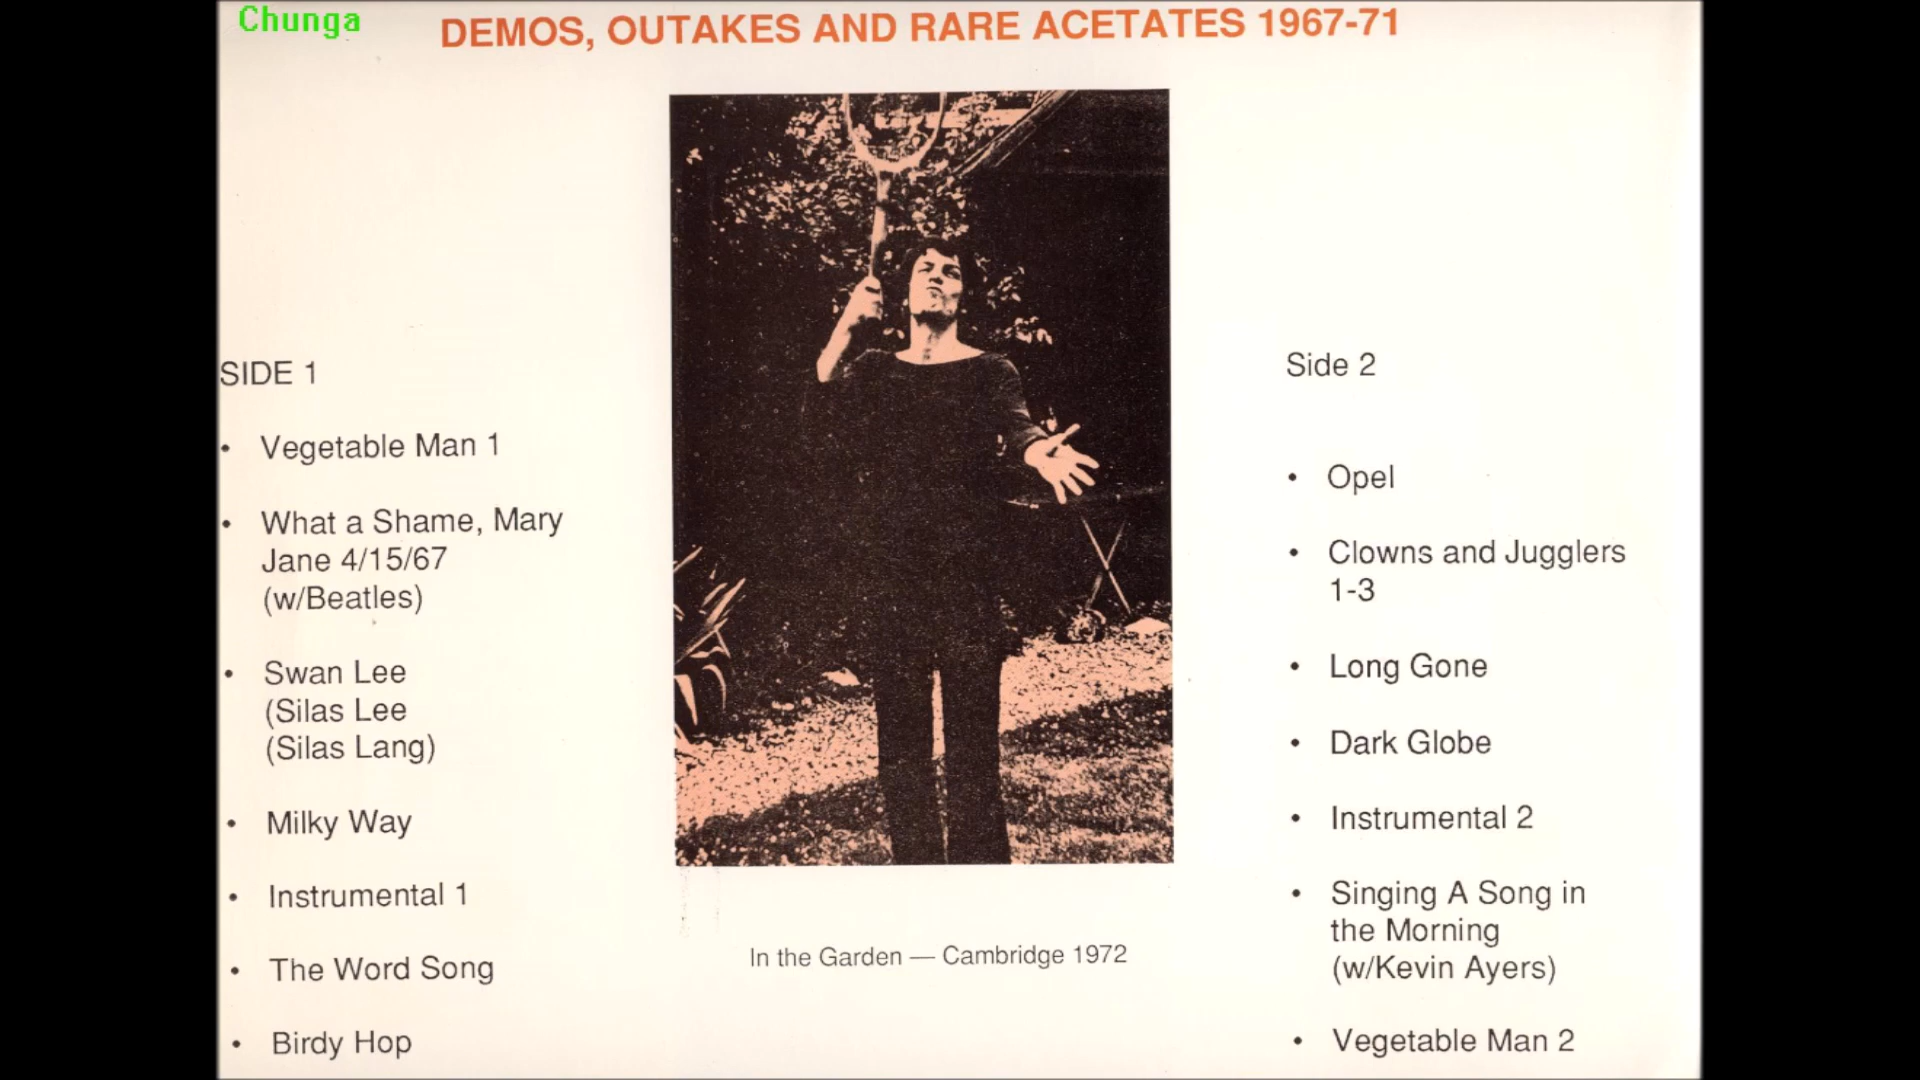 Chunga
DEMOS, OUTAKES AND RARE ACETATES 1967-71
SIDE 1
• Vegetable Man 1
• What a Shame, Mary
Jane 4/15/67
(w/Beatles)
• Swan Lee
(Silas Lee
(Silas Lang)
• Milky Way
• Instrumental 1
• The Word Song
• Birdy Hop
In the Garden — Cambridge 1972
Side 2
• Opel
• Clowns and Jugglers
1-3
• Long Gone
• Dark Globe
• Instrumental 2
• Singing A Song in
the Morning
(w/Kevin Ayers)
• Vegetable Man 2